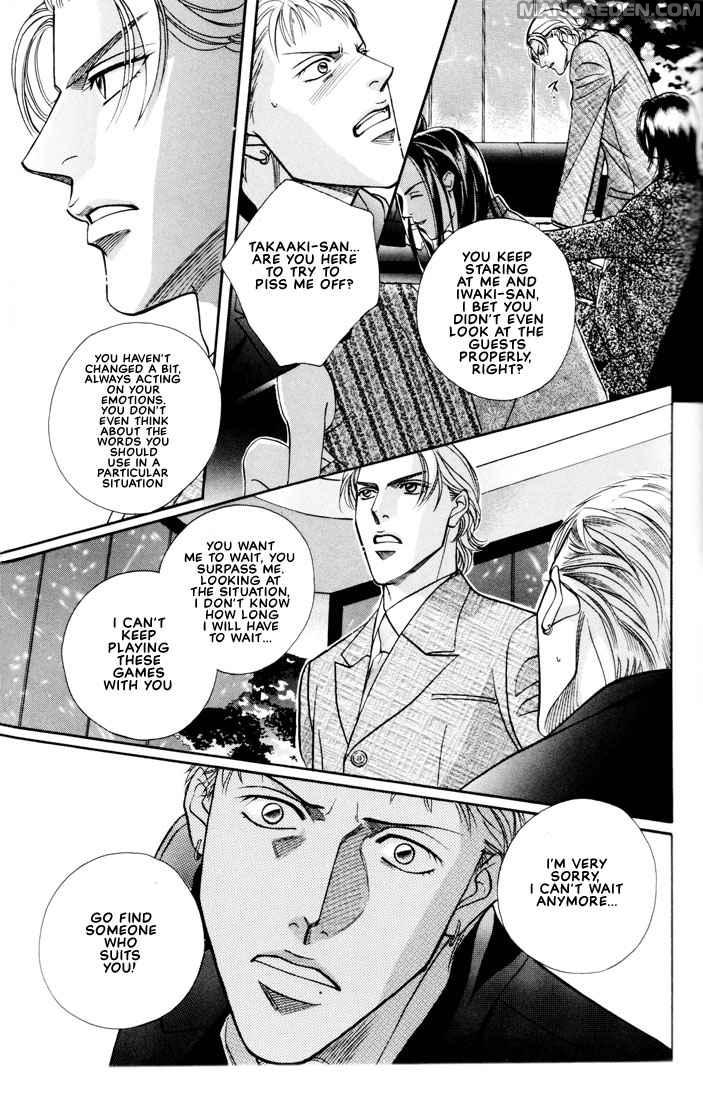 MANGAEDEN.COM
YOU KEEP
STARING
AT ME AND
IWAKI-SAN,
I BET YOU
DIDN'T EVEN
LOOK AT THE
GUESTS
PROPERLY,
RIGHT?
TAKAAKI-SAN...
ARE YOU HERE
TO TRY TO
PISS ME OFF?
YOU HAVEN'T
CHANGED A BIT,
ALWAYS ACTING
ON YOUR
EMOTIONS.
YOU DON'T
EVEN THINK
ABOUT THE
WORDS YOU
SHOULD
USE IN A
PARTICULAR
SITUATION
YOU WANT
ME TO WAIT, YOU
SURPASS ME.
LOOKING AT
THE SITUATION,
I DON'T KNOW
HOW LONG
I WILL HAVE
TO WAIT...
I CAN'T
KEEP
PLAYING
THESE
GAMES
WITH YOU
I'M VERY
SORRY,
I CAN'T WAIT
ANYMORE...
GO FIND
SOMEONE
WHO
SUITS
YOU!